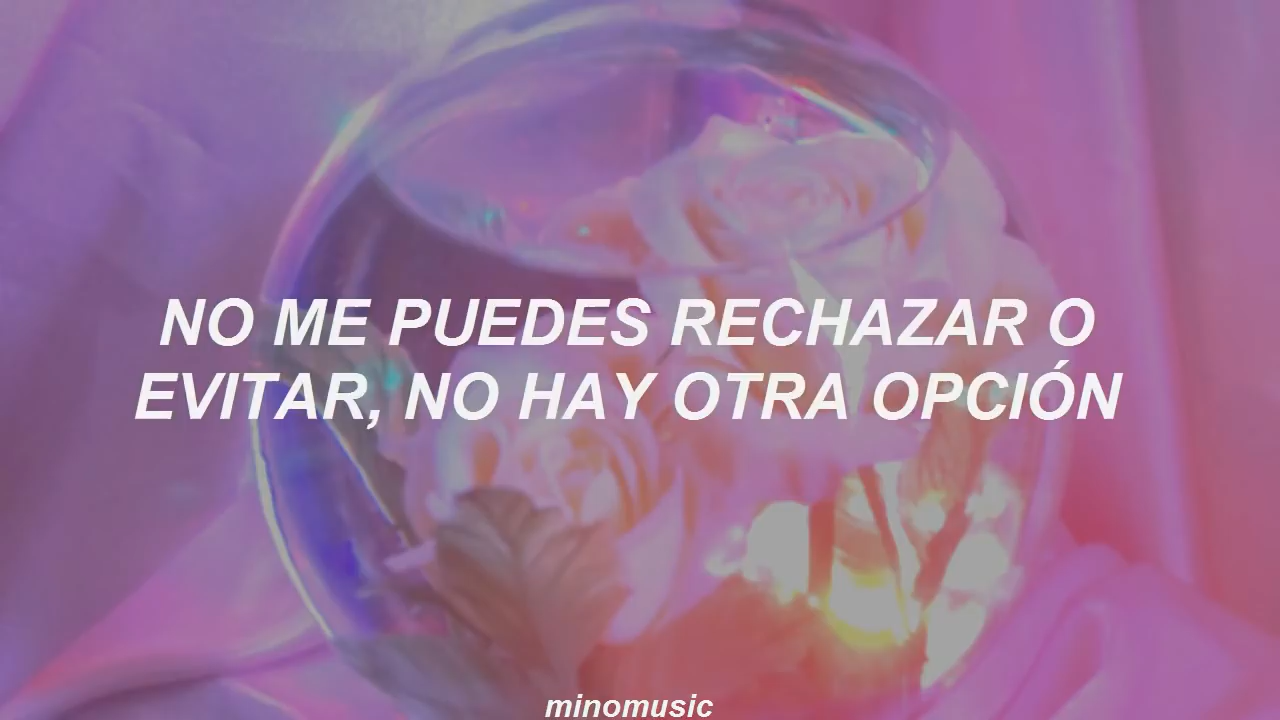 NO ME PUEDES RECHAZAR O
EVITAR, NO HAY OTRA OPCIÓN
minomusic